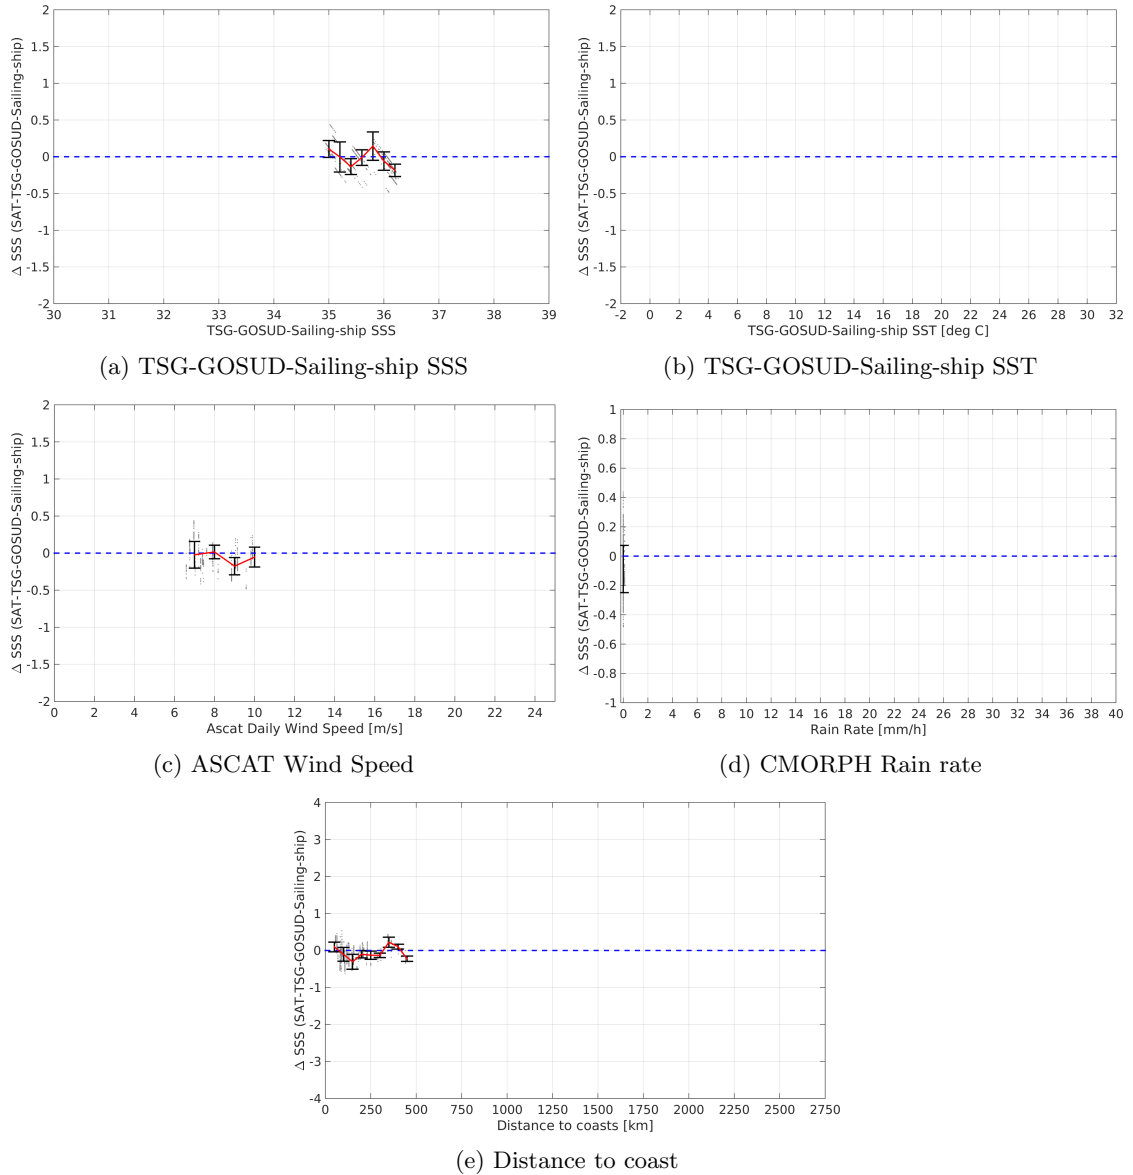 2
1.5
1
0.5
0
-0.5
-1
-1.5
-2
Δ SSS (SAT-TSG-GOSUD-Sailing-ship)
30 31 32 33 34 35 36 37 38 39
TSG-GOSUD-Sailing-ship SSS
(a) TSG-GOSUD-Sailing-ship SSS
2
1.5
1
0.5
0
-0.5
-1
-1.5
-2
Δ SSS (SAT-TSG-GOSUD-Sailing-ship)
-2 0 2 4 6 8 10 12 14 16 18 20 22 24 26 28 30 32
TSG-GOSUD-Sailing-ship SST [deg C]
(b) TSG-GOSUD-Sailing-ship SST
2
1.5
1
0.5
0
-0.5
-1
-1.5
-2
Δ SSS (SAT-TSG-GOSUD-Sailing-ship)
0 2 4 6 8 10 12 14 16 18 20 22 24
Ascat Daily Wind Speed [m/s]
(c) ASCAT Wind Speed
1
0.8
0.6
0.4
0.2
0
-0.2
-0.4
-0.6
-0.8
-1
Δ SSS (SAT-TSG-GOSUD-Sailing-ship)
0 2 4 6 8 10 12 14 16 18 20 22 24 26 28 30 32 34 36 38 40
Rain Rate [mm/h]
(d) CMORPH Rain rate
4
3
2
1
0
-1
-2
-3
-4
Δ SSS (SAT-TSG-GOSUD-Sailing-ship)
0 250 500 750 1000 1250 1500 1750 2000 2250 2500 2750
Distance to coasts [km]
(e) Distance to coast